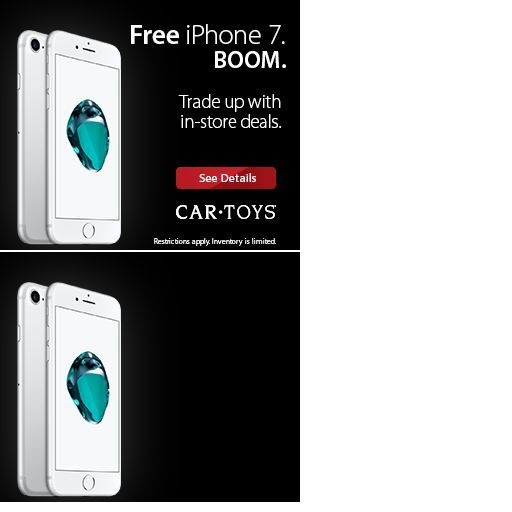 Free iPhone 7.
BOOM.
Trade up with
in-store deals.
See Details
CAR·TOYS
Restrictions apply. Inventory is limited.